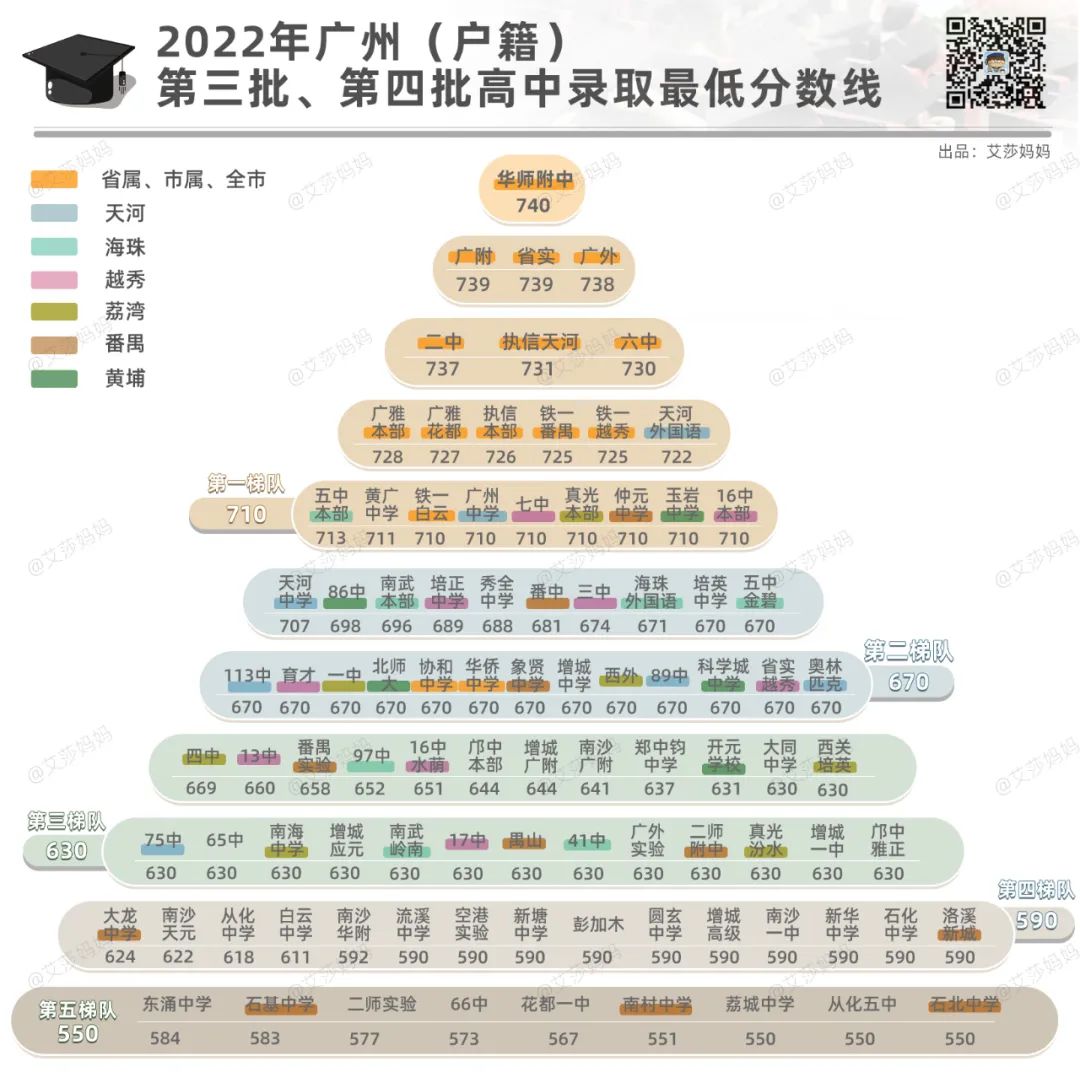 2022年广州（户籍）
第三批、第四批高中录取最低分数线
出品：艾莎妈妈
省属、市属、全市
天河
海珠
越秀
荔湾
番禺
黄埔
华师附中
740
广附 省实 广外
739 739 738
二中 执信天河 六中
737 731 730
广雅 广雅 执信 铁一 铁一 天河
本部 花都 本部 番禺 越秀 外国语
728 727 726 725 725 722
第一梯队
710
五中 黄广 铁一 广州 七中 真光 仲元 玉岩 16中
本部 中学 白云 中学 本部 中学 中学 本部
713 711 710 710 710 710 710 710 710
天河 86中 南武 培正 秀全 番中 三中 海珠 培英 五中
中学 本部 中学 中学 外国语 中学 金碧
707 698 696 689 688 681 674 671 670 670
第二梯队
670
113中 育才 一中 北师 协和 华侨 象贤 增城 西外 89中 科学城 省实 奥林
大 中学 中学 中学 中学 中学 越秀 匹克
670 670 670 670 670 670 670 670 670 670 670 670 670
四中 13中 番禺 97中 16中 邝中 增城 南沙 郑中钧 开元 大同 西关
实验 水荫 本部 广附 广附 中学 学校 中学 培英
669 660 658 652 651 644 644 641 637 631 630 630
第三梯队
630
75中 65中 南海 增城 南武 17中 禺山 41中 广外 二师 真光 增城 邝中
中学 应元 岭南 实验 附中 汾水 一中 雅正
630 630 630 630 630 630 630 630 630 630 630 630 630
第四梯队
590
大龙 南沙 从化 白云 南沙 流溪 空港 新塘 彭加木 圆玄 增城 南沙 新华 石化 洛溪
中学 天元 中学 中学 华附 中学 实验 中学 中学 高级 一中 中学 中学 新城
624 622 618 611 592 590 590 590 590 590 590 590 590 590 590
第五梯队
550
东涌中学 石基中学 二师实验 66中 花都一中 南村中学 荔城中学 从化五中 石北中学
584 583 577 573 567 551 550 550 550
@艾莎妈妈